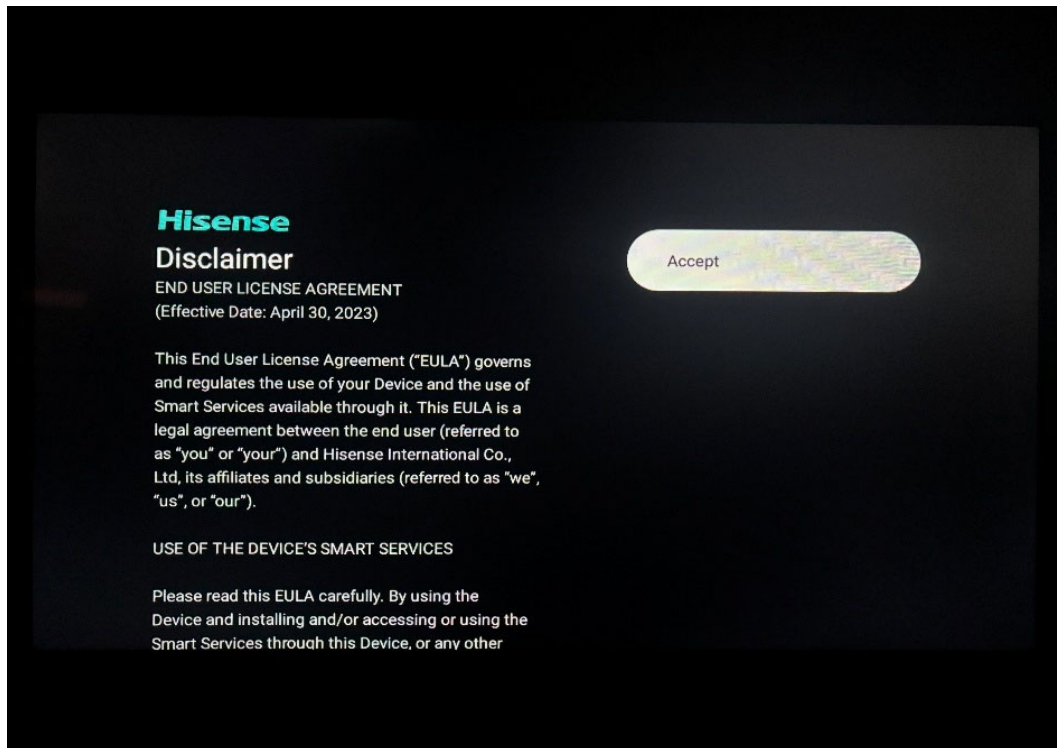 Hisense
Disclaimer
END USER LICENSE AGREEMENT
(Effective Date: April 30, 2023)
This End User License Agreement (“EULA”) governs
and regulates the use of your Device and the use of
Smart Services available through it. This EULA is a
legal agreement between the end user (referred to
as “you” or “your”) and Hisense International Co.,
Ltd, its affiliates and subsidiaries (referred to as “we”,
“us”, or “our”).
USE OF THE DEVICE’S SMART SERVICES
Please read this EULA carefully. By using the
Device and installing and/or accessing or using the
Smart Services through this Device, or any other
Accept